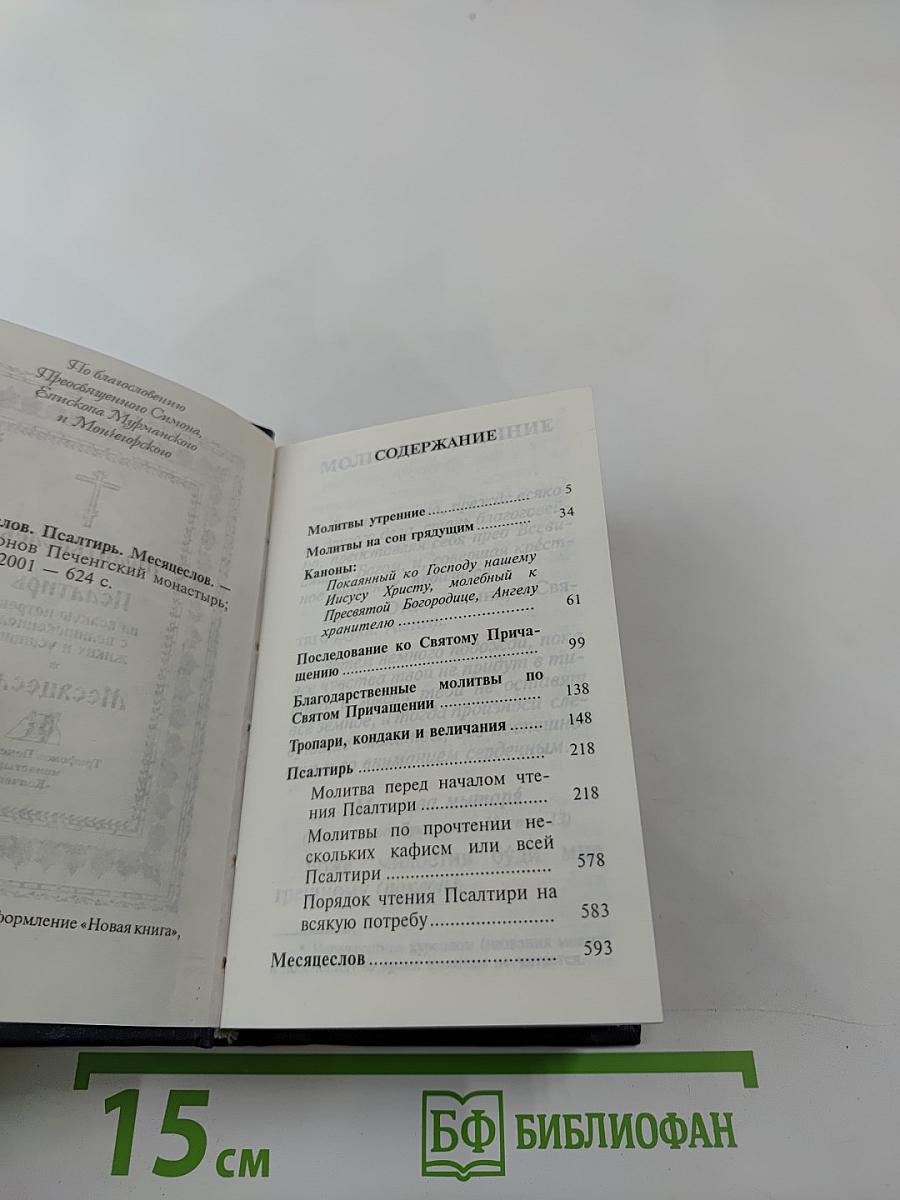 По благословению
Преосвященного Симона,
Епископа Мурманского
и Мончегорского
слов. Псалтирь. Месяцеслов. —
онов Печенгский монастырь;
2001 — 624 с.
формление «Новая книга»,
СОДЕРЖАНИЕ
Молитвы утренние ..................... 5
Молитвы на сон грядущим ........... 34
Каноны:
Покаянный ко Господу нашему
Иисусу Христу, молебный к
Пресвятой Богородице, Ангелу
хранителю ........................... 61
Последование ко Святому Прича-
щению ................................ 99
Благодарственные молитвы по
Святом Причащении ................ 138
Тропари, кондаки и величания ....... 148
Псалтирь ............................. 218
Молитва перед началом чте-
ния Псалтири ...................... 218
Молитвы по прочтении не-
скольких кафисм или всей
Псалтири ............................ 578
Порядок чтения Псалтири на
всякую потребу ..................... 583
Месяцеслов ............................ 593
15 см
БФ БИБЛИОФАН